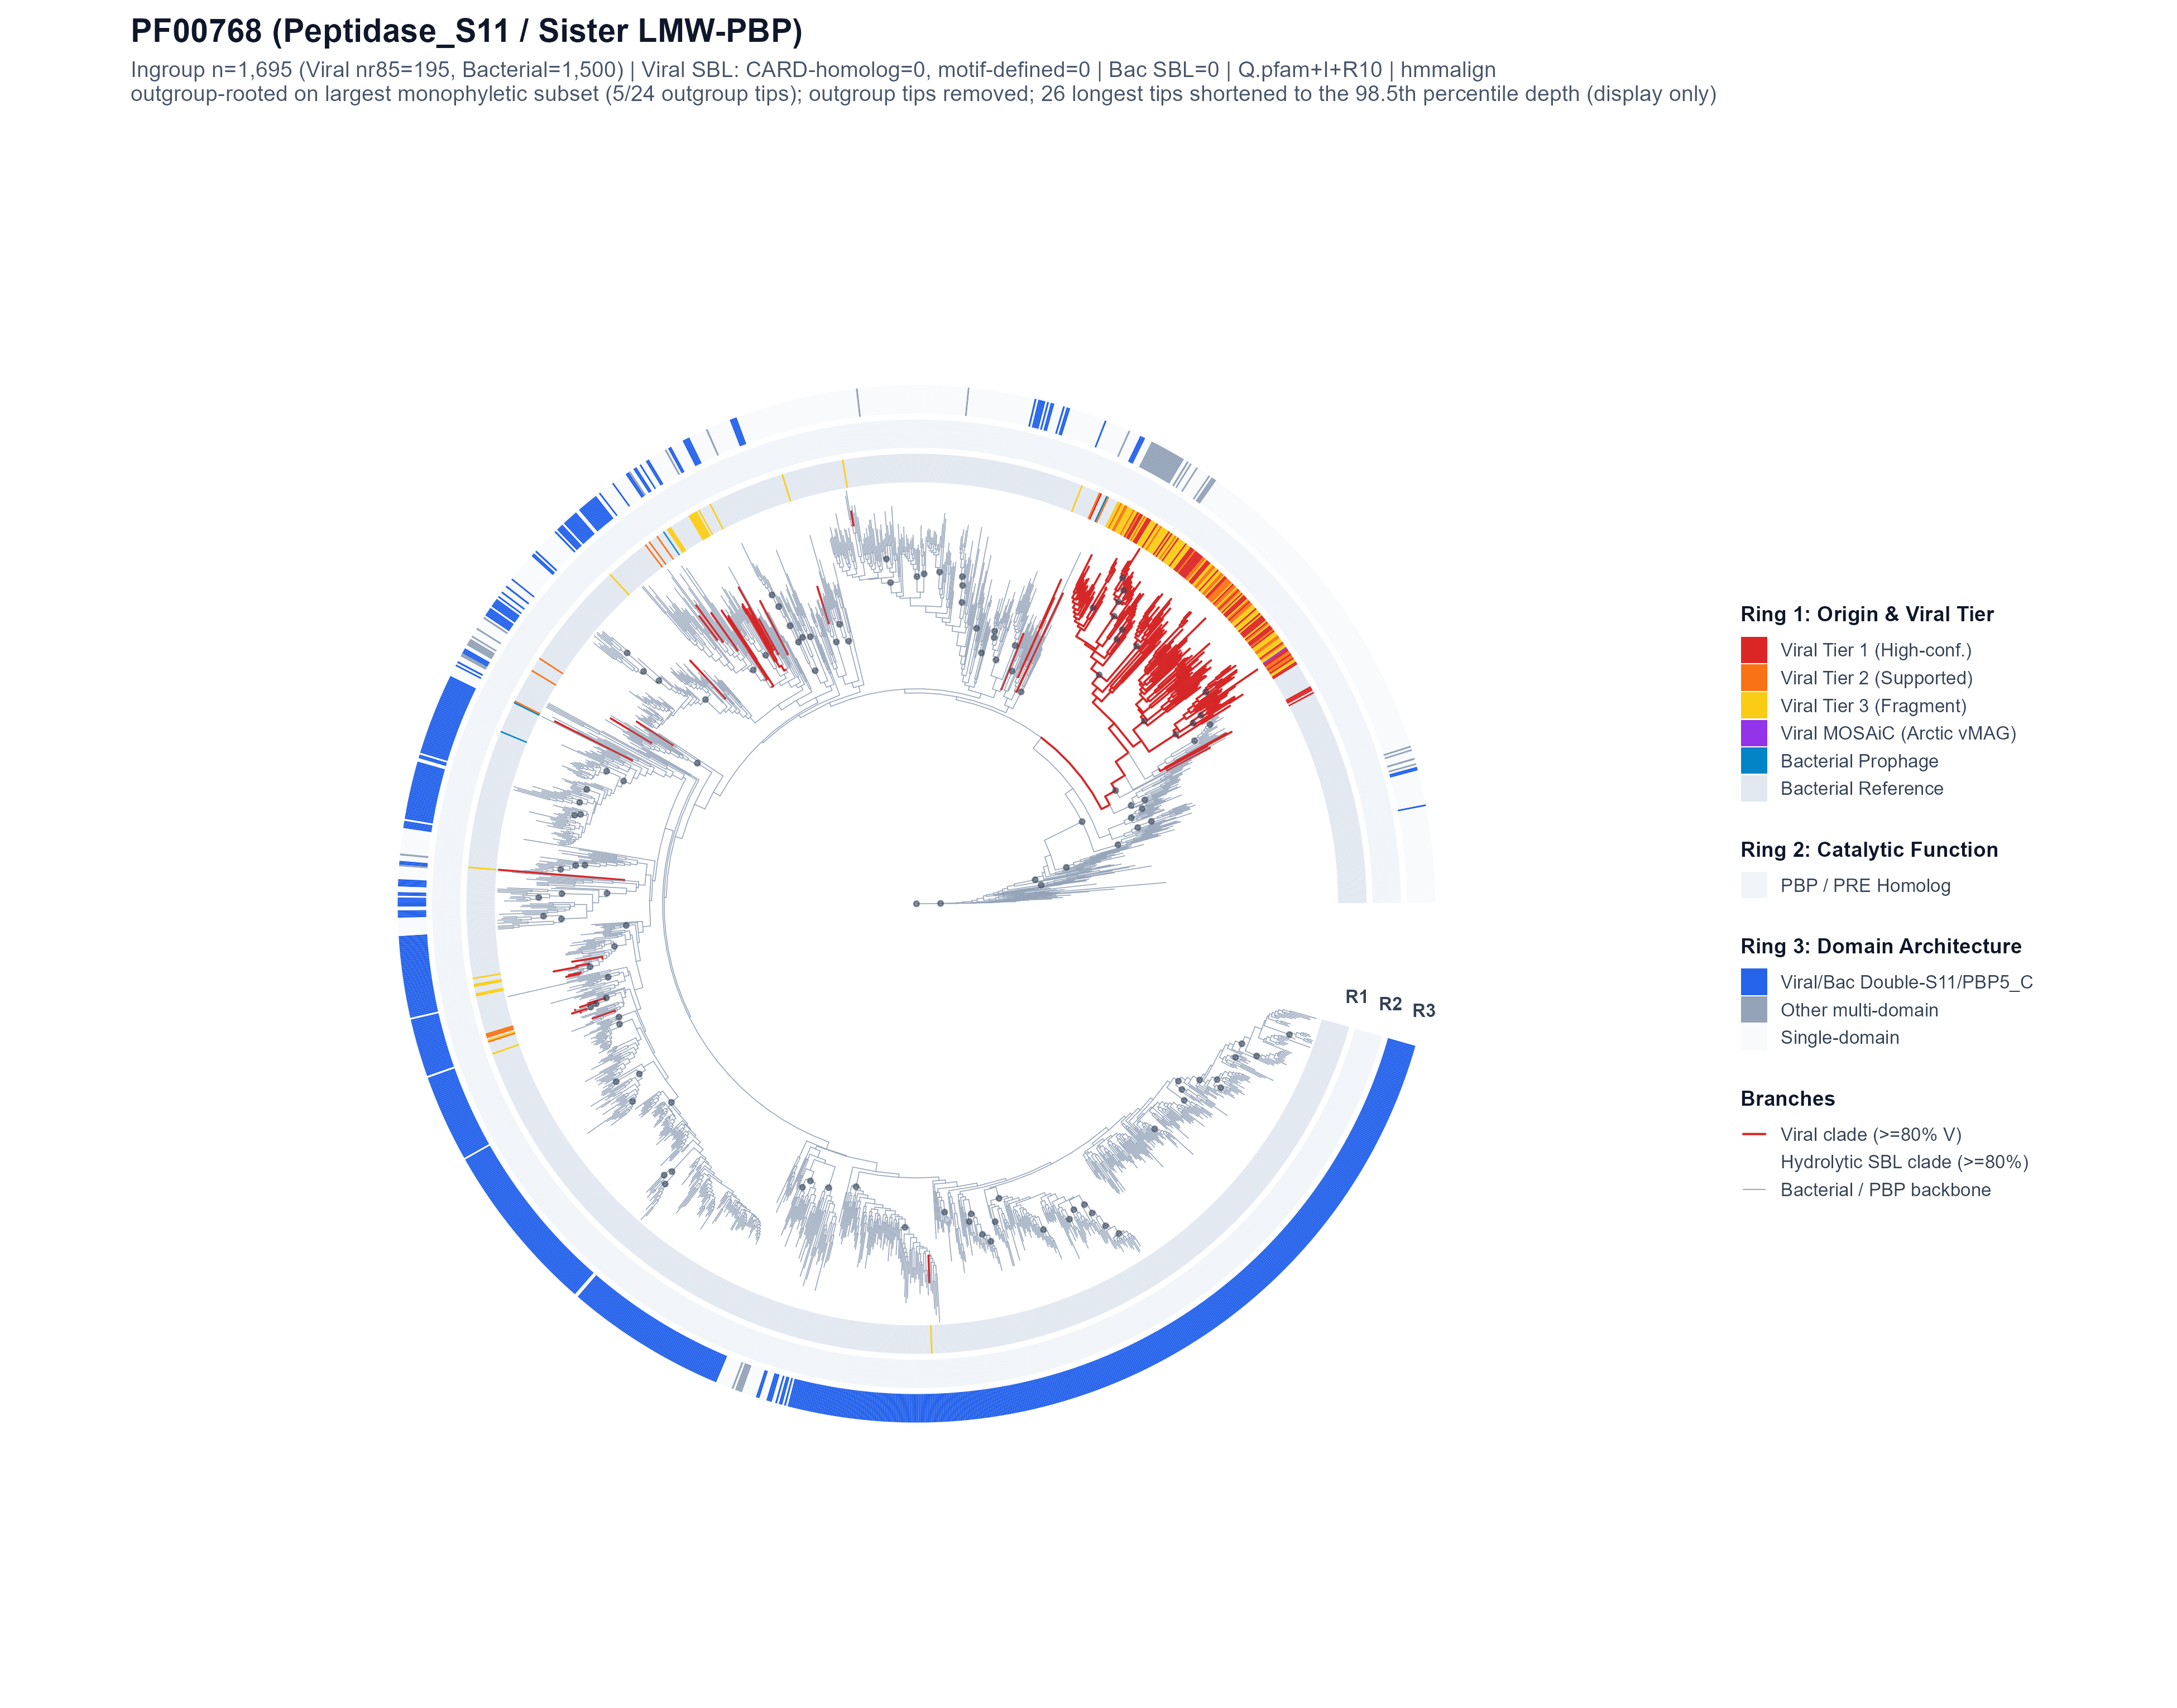 PF00768 (Peptidase_S11 / Sister LMW-PBP)
Ingroup n=1,695 (Viral nr85=195, Bacterial=1,500) | Viral SBL: CARD-homolog=0, motif-defined=0 | Bac SBL=0 | Q.pfam+I+R10 | hmmalign
outgroup-rooted on largest monophyletic subset (5/24 outgroup tips); outgroup tips removed; 26 longest tips shortened to the 98.5th percentile depth (display only)
Ring 1: Origin & Viral Tier
Viral Tier 1 (High-conf.)
Viral Tier 2 (Supported)
Viral Tier 3 (Fragment)
Viral MOSAiC (Arctic vMAG)
Bacterial Prophage
Bacterial Reference
Ring 2: Catalytic Function
PBP / PRE Homolog
Ring 3: Domain Architecture
Viral/Bac Double-S11/PBP5_C
Other multi-domain
Single-domain
Branches
Viral clade (>=80% V)
Hydrolytic SBL clade (>=80%)
Bacterial / PBP backbone
R1 R2 R3